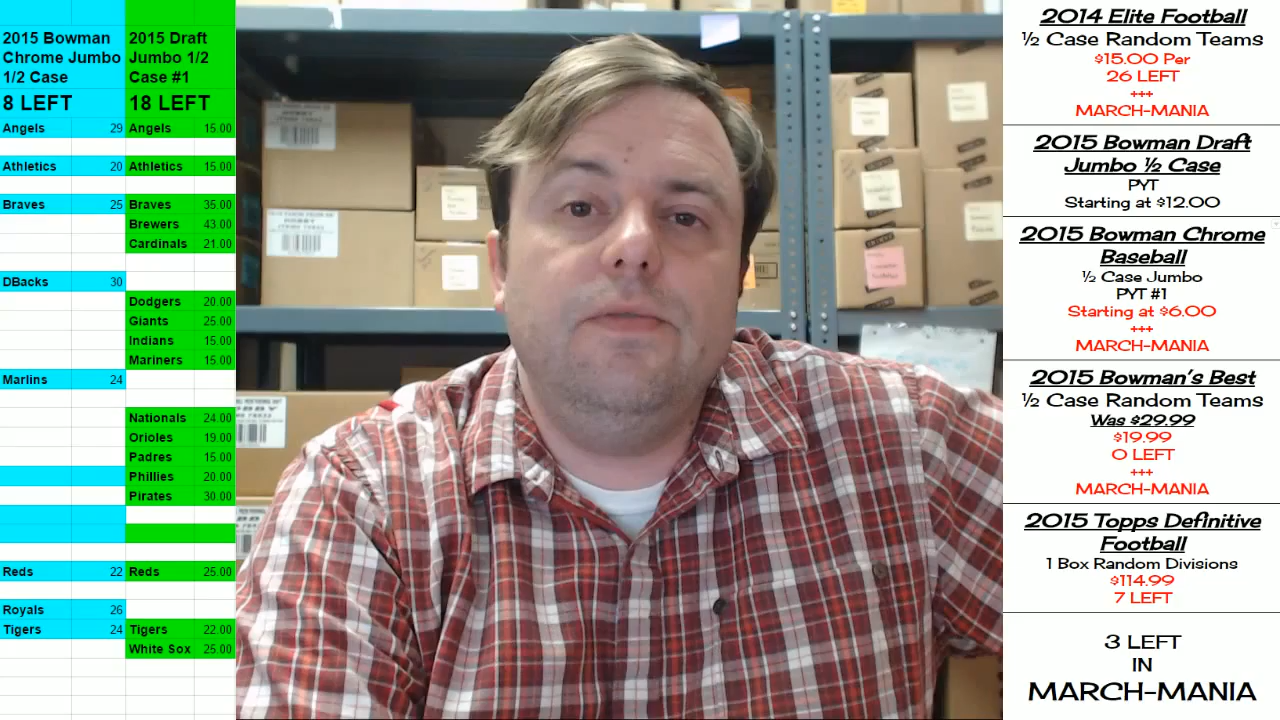 2015 Bowman
Chrome Jumbo
1/2 Case
8 LEFT
Angels 29
Athletics 20
Braves 25
DBacks 30
Marlins 24
Reds 22
Royals 26
Tigers 24
2015 Draft
Jumbo 1/2
Case #1
18 LEFT
Angels 15.00
Athletics 15.00
Braves 35.00
Brewers 43.00
Cardinals 21.00
Dodgers 20.00
Giants 25.00
Indians 15.00
Mariners 15.00
Nationals 24.00
Orioles 19.00
Padres 15.00
Phillies 20.00
Pirates 30.00
Reds 25.00
Tigers 22.00
White Sox 25.00
2014 Elite Football
½ Case Random Teams
$15.00 Per
26 LEFT
+++
MARCH-MANIA
2015 Bowman Draft
Jumbo ½ Case
PYT
Starting at $12.00
2015 Bowman Chrome
Baseball
½ Case Jumbo
PYT #1
Starting at $6.00
+++
MARCH-MANIA
2015 Bowman's Best
½ Case Random Teams
Was $29.99
$19.99
0 LEFT
+++
MARCH-MANIA
2015 Topps Definitive
Football
1 Box Random Divisions
$114.99
7 LEFT
3 LEFT
IN
MARCH-MANIA